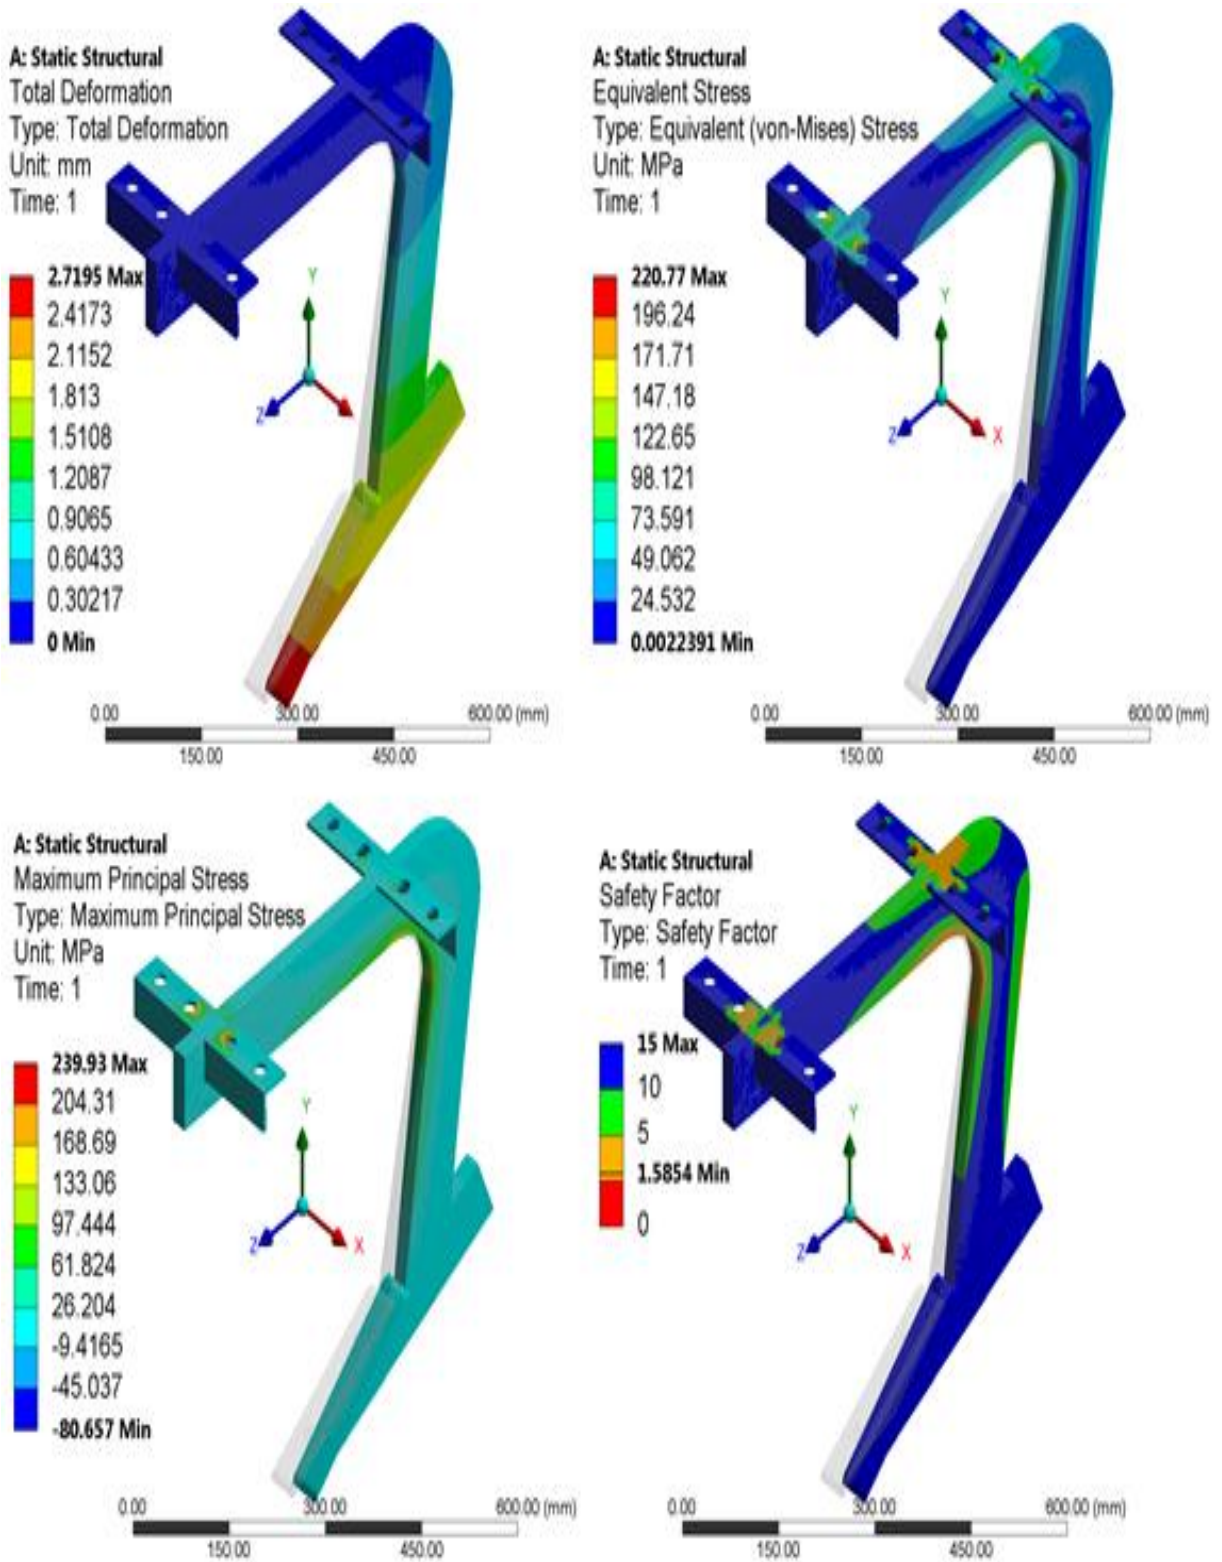 A: Static Structural
Total Deformation
Type: Total Deformation
Unit: mm
Time: 1
2.7195 Max
2.4173
2.1152
1.813
1.5108
1.2087
0.9065
0.60433
0.30217
0 Min
Y
Z
0.00
300.00
600.00 (mm)
150.00
450.00
A: Static Structural
Equivalent Stress
Type: Equivalent (von-Mises) Stress
Unit: MPa
Time: 1
220.77 Max
196.24
171.71
147.18
122.65
98.121
73.591
49.062
24.532
0.0022391 Min
Y
Z
X
0.00
300.00
600.00 (mm)
150.00
450.00
A: Static Structural
Maximum Principal Stress
Type: Maximum Principal Stress
Unit: MPa
Time: 1
239.93 Max
204.31
168.69
133.06
97.444
61.824
26.204
-9.4165
-45.037
-80.657 Min
Y
Z
X
0.00
300.00
600.00 (mm)
150.00
450.00
A: Static Structural
Safety Factor
Type: Safety Factor
Time: 1
15 Max
10
5
1.5854 Min
0
Y
Z
X
0.00
300.00
600.00 (mm)
150.00
450.00